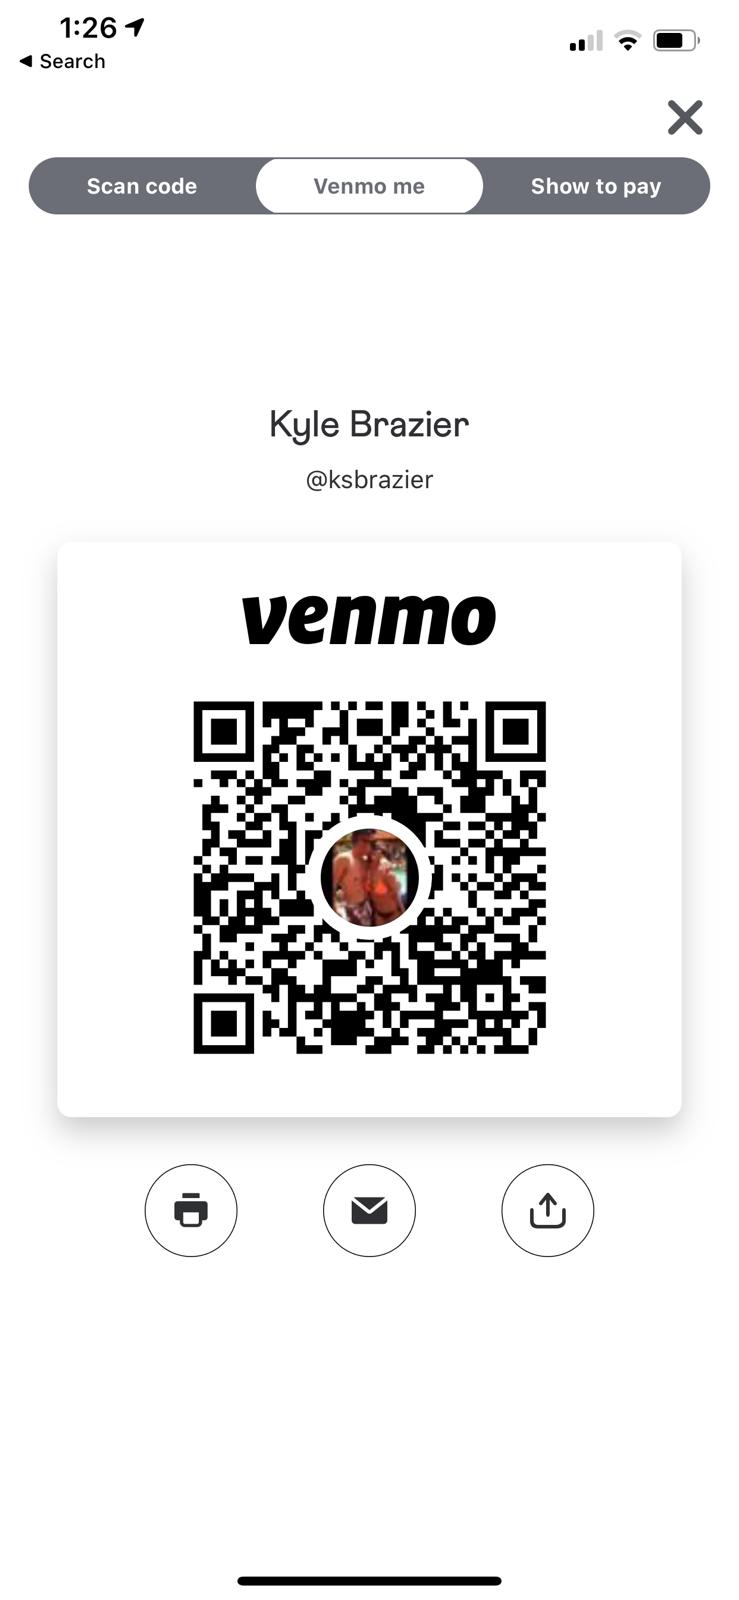 1:26
Search
Scan code
Venmo me
Show to pay
Kyle Brazier
@ksbrazier
venmo